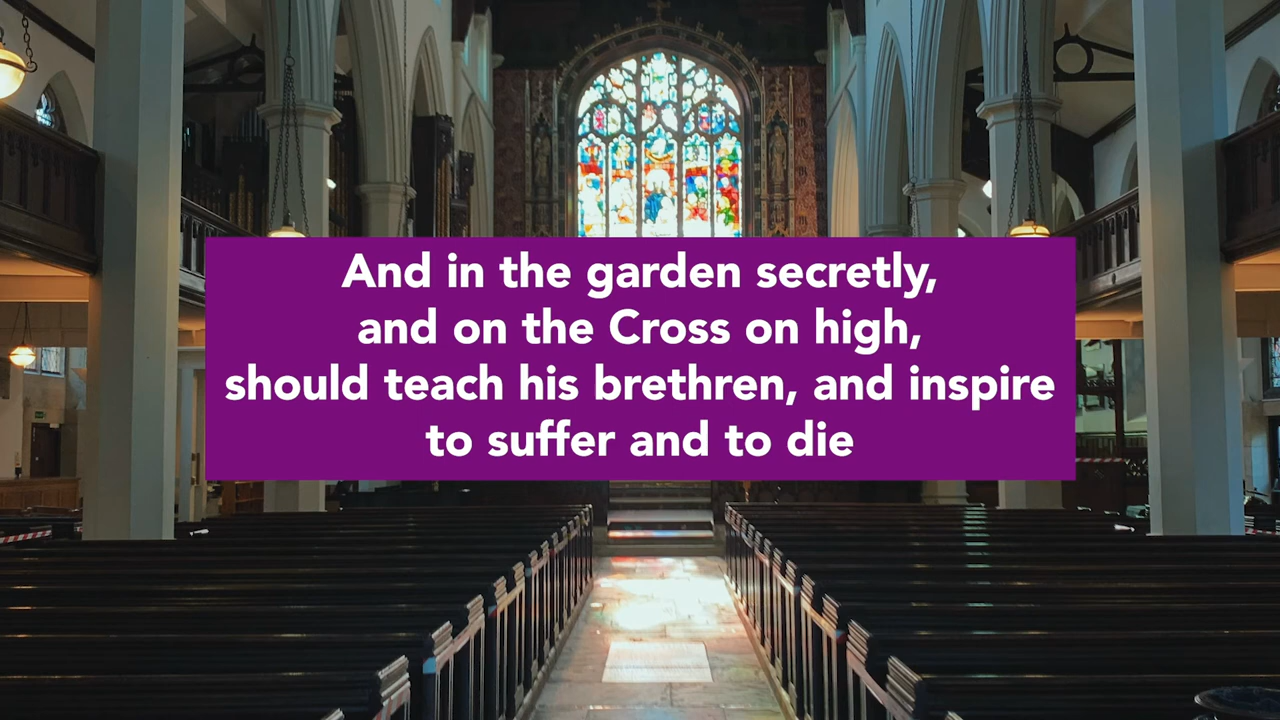 And in the garden secretly,
and on the Cross on high,
should teach his brethren, and inspire
to suffer and to die